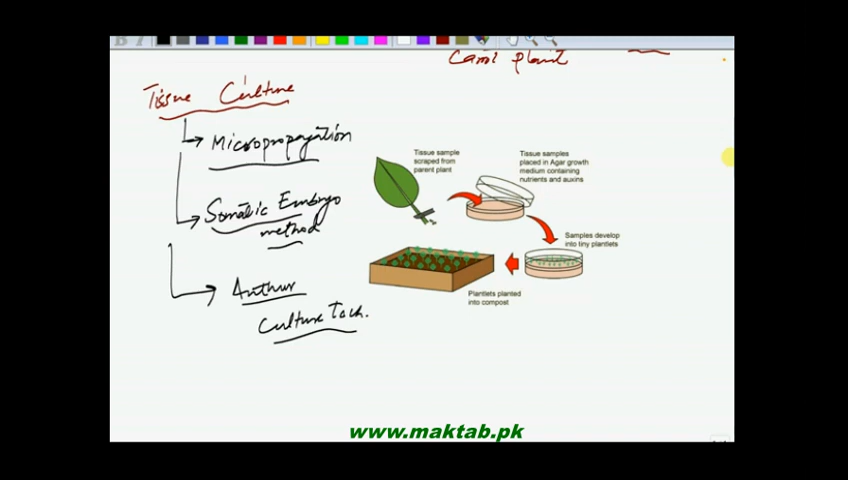 plant
Tissue Culture
Micropropagation
Somatic Embryo
method
Anther
Culture Tech.
Tissue sample
scraped from
parent plant
Tissue samples
placed in Agar growth
medium containing
nutrients and auxins
Samples develop
into tiny plantlets
Plantlets planted
into compost
www.maktab.pk